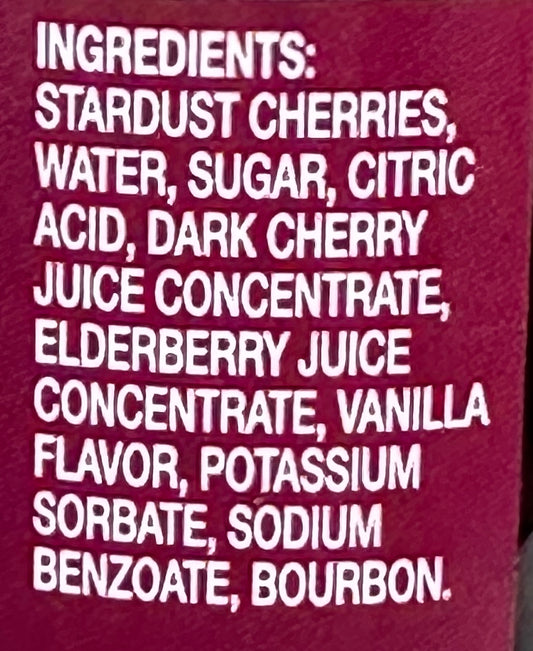 INGREDIENTS:
STARDUST CHERRIES,
WATER, SUGAR, CITRIC
ACID, DARK CHERRY
JUICE CONCENTRATE,
ELDERBERRY JUICE
CONCENTRATE, VANILLA
FLAVOR, POTASSIUM
SORBATE, SODIUM
BENZOATE, BOURBON.